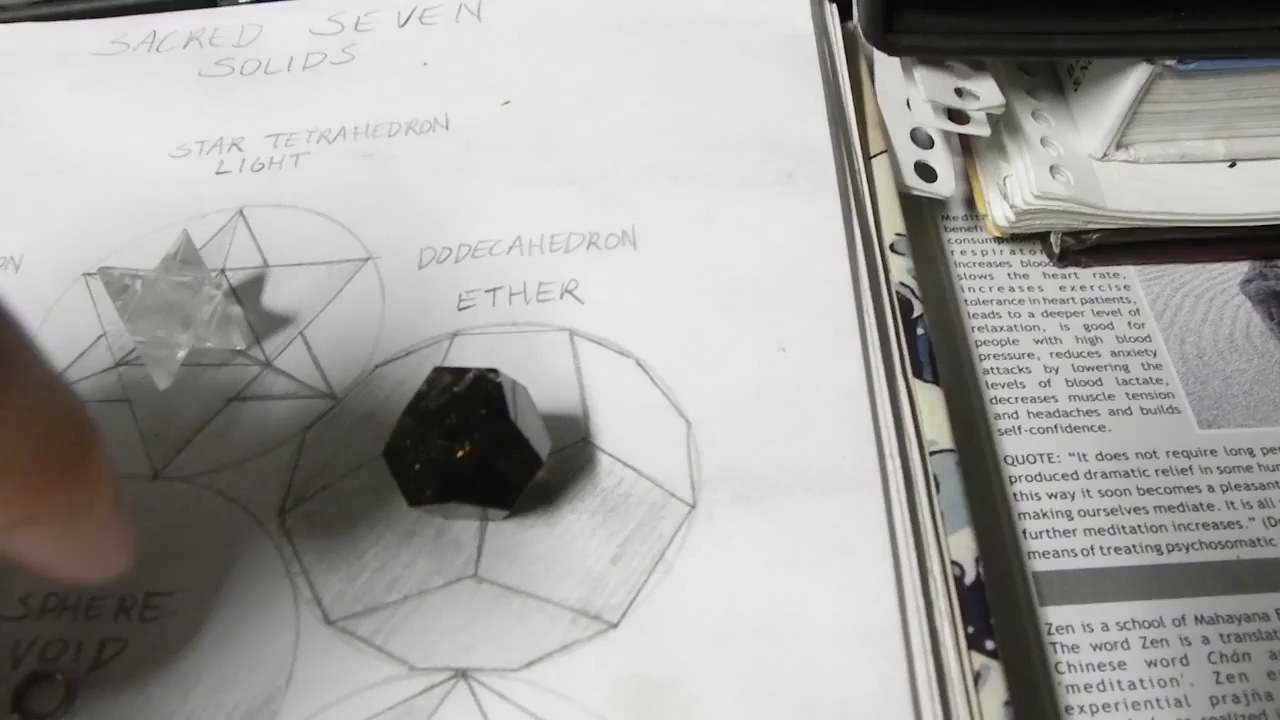 SACRED SEVEN
SOLIDS
STAR TETRAHEDRON
LIGHT
DODECAHEDRON
ETHER
SPHERE
VOID
consumption,
increases blood
slows the heart rate,
increases exercise
tolerance in heart patients,
leads to a deeper level of
relaxation, is good for
people with high blood
pressure, reduces anxiety
attacks by lowering the
levels of blood lactate,
decreases muscle tension
and headaches and builds
self-confidence.
QUOTE: "It does not require long
produced dramatic relief in some
this way it soon becomes a pleasant
making ourselves mediate. It is all
further meditation increases."
means of treating psychosomatic
Zen is a school of Mahayana
The word Zen is a
Chinese word Chán
'meditation'. Zen
experiential prajña